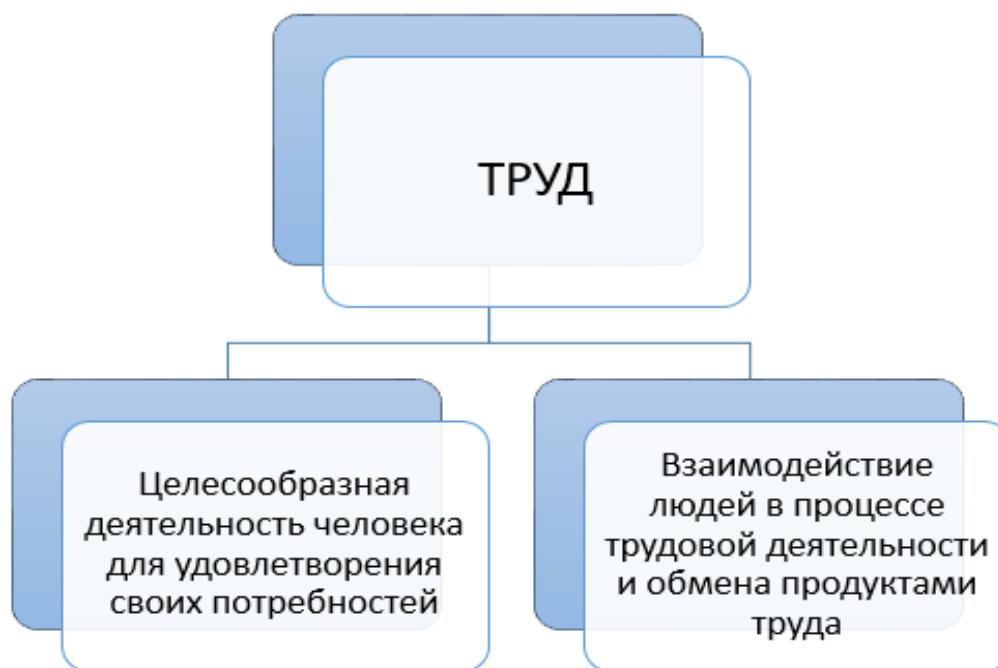 ТРУД
Целесообразная
деятельность человека
для удовлетворения
своих потребностей
Взаимодействие
людей в процессе
трудовой деятельности
и обмена продуктами
труда